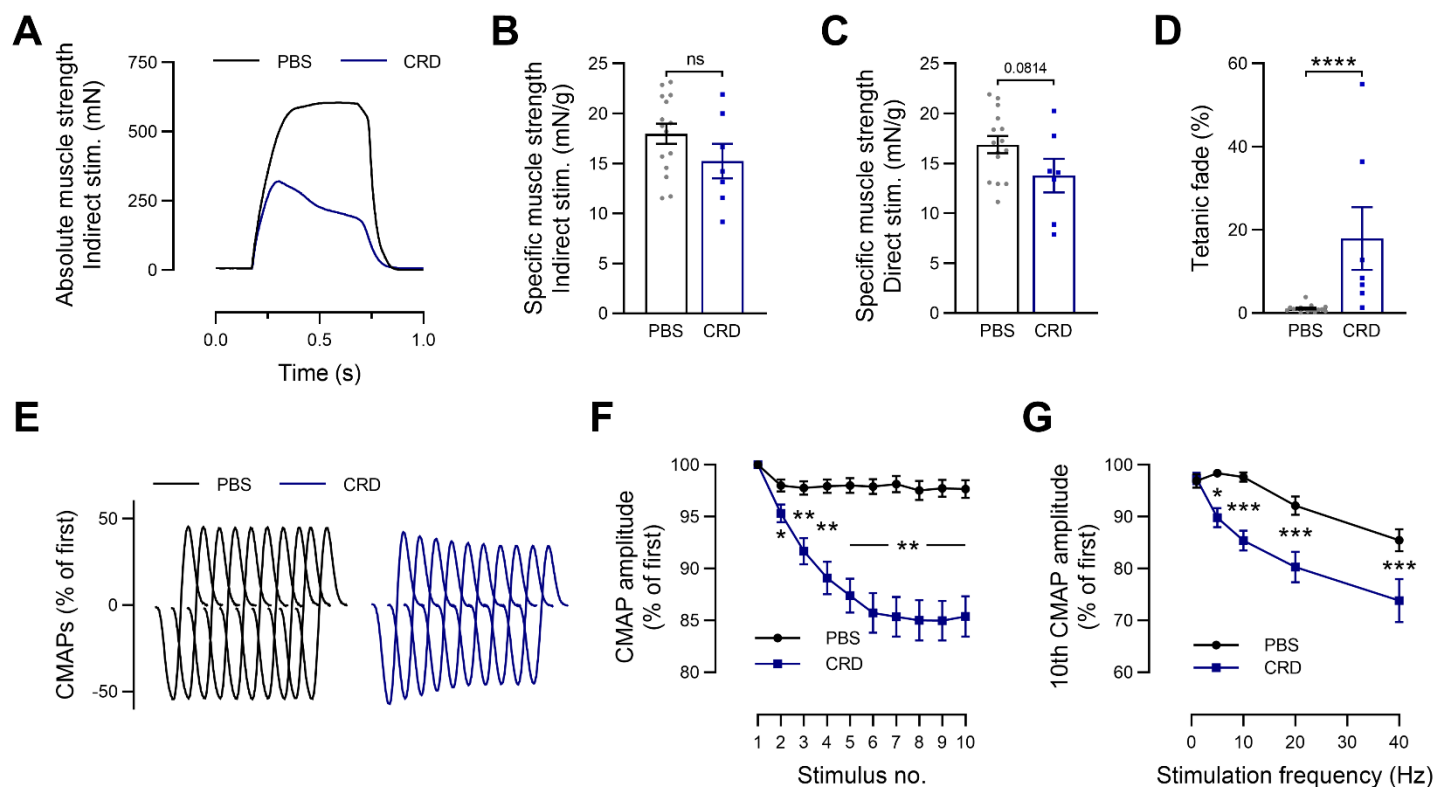 A
PBS CRD
Absolute muscle strength
Indirect stim. (mN)
750
500
250
0
0.0 0.5 1.0
Time (s)
B
Specific muscle strength
Indirect stim. (mN/g)
25
20
15
10
5
0
ns
PBS CRD
C
Specific muscle strength
Direct stim. (mN/g)
25
20
15
10
5
0
0.0814
PBS CRD
D
Tetanic fade (%)
60
40
20
0
****
PBS CRD
E
PBS CRD
CMAPs (% of first)
50
0
-50
F
CMAP amplitude
(% of first)
100
95
90
85
80
*
**
**
**
PBS
CRD
1 2 3 4 5 6 7 8 9 10
Stimulus no.
G
10th CMAP amplitude
(% of first)
100
90
80
70
60
*
***
***
***
PBS
CRD
0 10 20 30 40
Stimulation frequency (Hz)